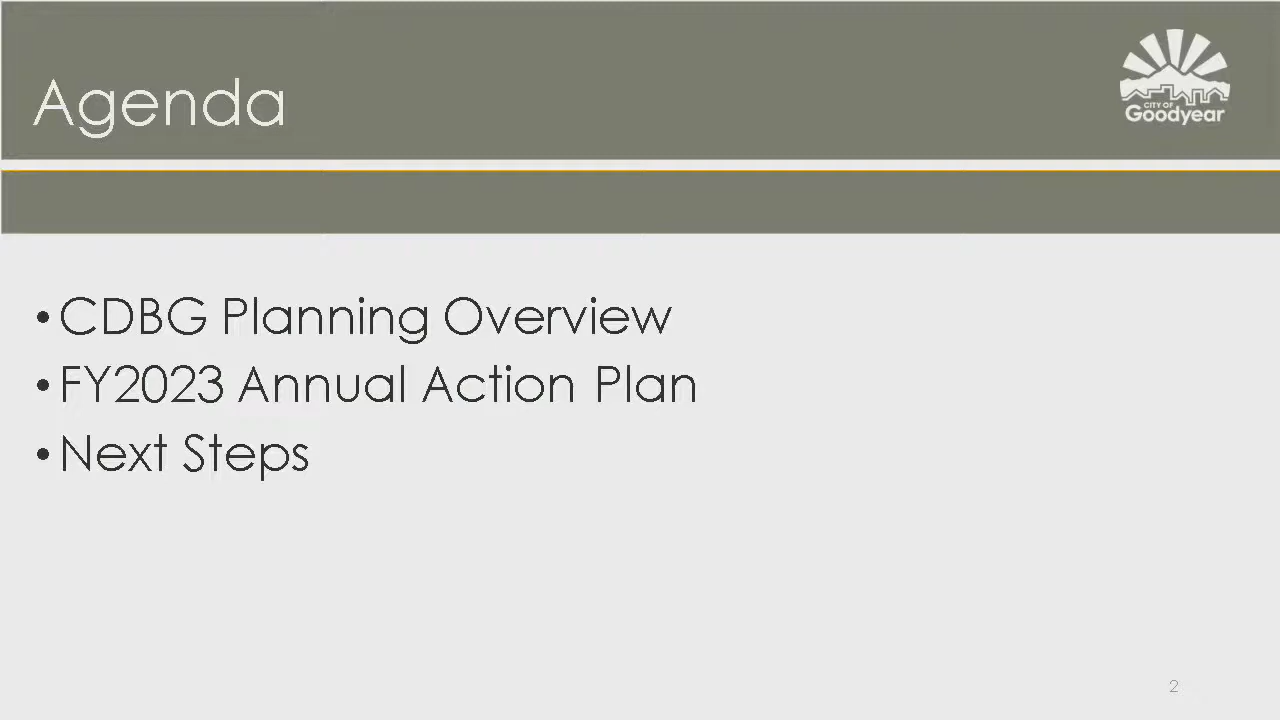 Agenda
CITY OF
Goodyear
• CDBG Planning Overview
• FY2023 Annual Action Plan
• Next Steps
2